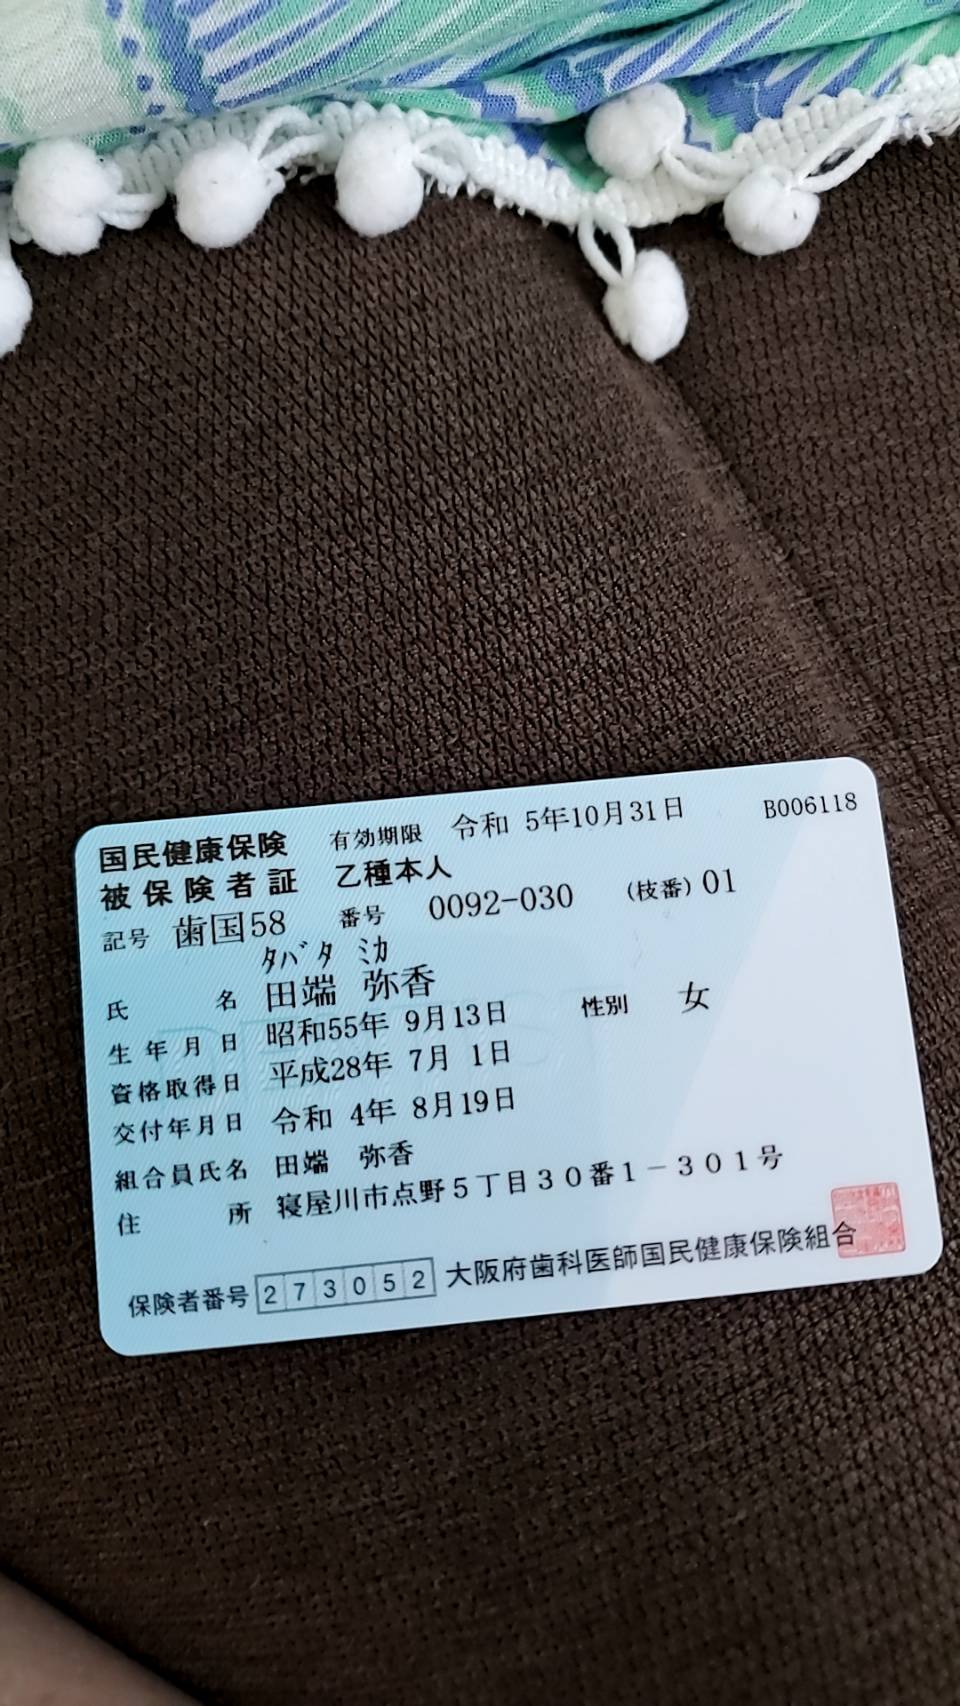 国民健康保険 有効期限 令和 5年10月31日 B006118
被保険者証 乙種本人
記号 歯国58 番号 0092-030 (枝番) 01
ﾀﾊﾞﾀ ﾐｶ
氏名 田端 弥香
生年月日 昭和55年 9月13日 性別 女
資格取得日 平成28年 7月 1日
交付年月日 令和 4年 8月19日
組合員氏名 田端 弥香
住所 寝屋川市点野5丁目30番1-301号
保険者番号 273052 大阪府歯科医師国民健康保険組合